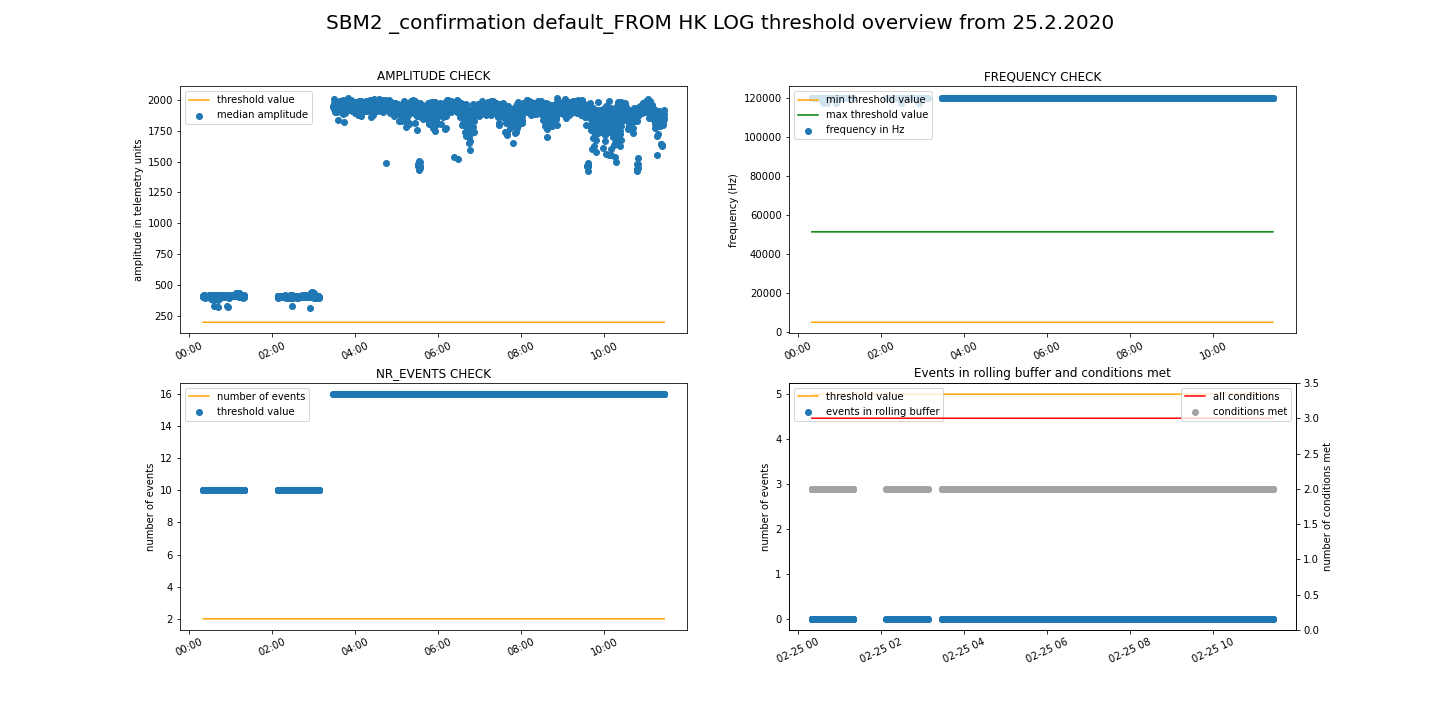 SBM2 _confirmation default_FROM HK LOG threshold overview from 25.2.2020
AMPLITUDE CHECK
threshold value
median amplitude
amplitude in telemetry units
2000
1750
1500
1250
1000
750
500
250
00:00 02:00 04:00 06:00 08:00 10:00
FREQUENCY CHECK
min threshold value
max threshold value
frequency in Hz
frequency (Hz)
120000
100000
80000
60000
40000
20000
0
00:00 02:00 04:00 06:00 08:00 10:00
NR_EVENTS CHECK
number of events
threshold value
number of events
16
14
12
10
8
6
4
2
00:00 02:00 04:00 06:00 08:00 10:00
Events in rolling buffer and conditions met
threshold value
events in rolling buffer
all conditions
conditions met
number of events
5
4
3
2
1
0
3.5
3.0
2.5
2.0
1.5
1.0
0.5
0.0
number of conditions met
02-25 00 02-25 02 02-25 04 02-25 06 02-25 08 02-25 10